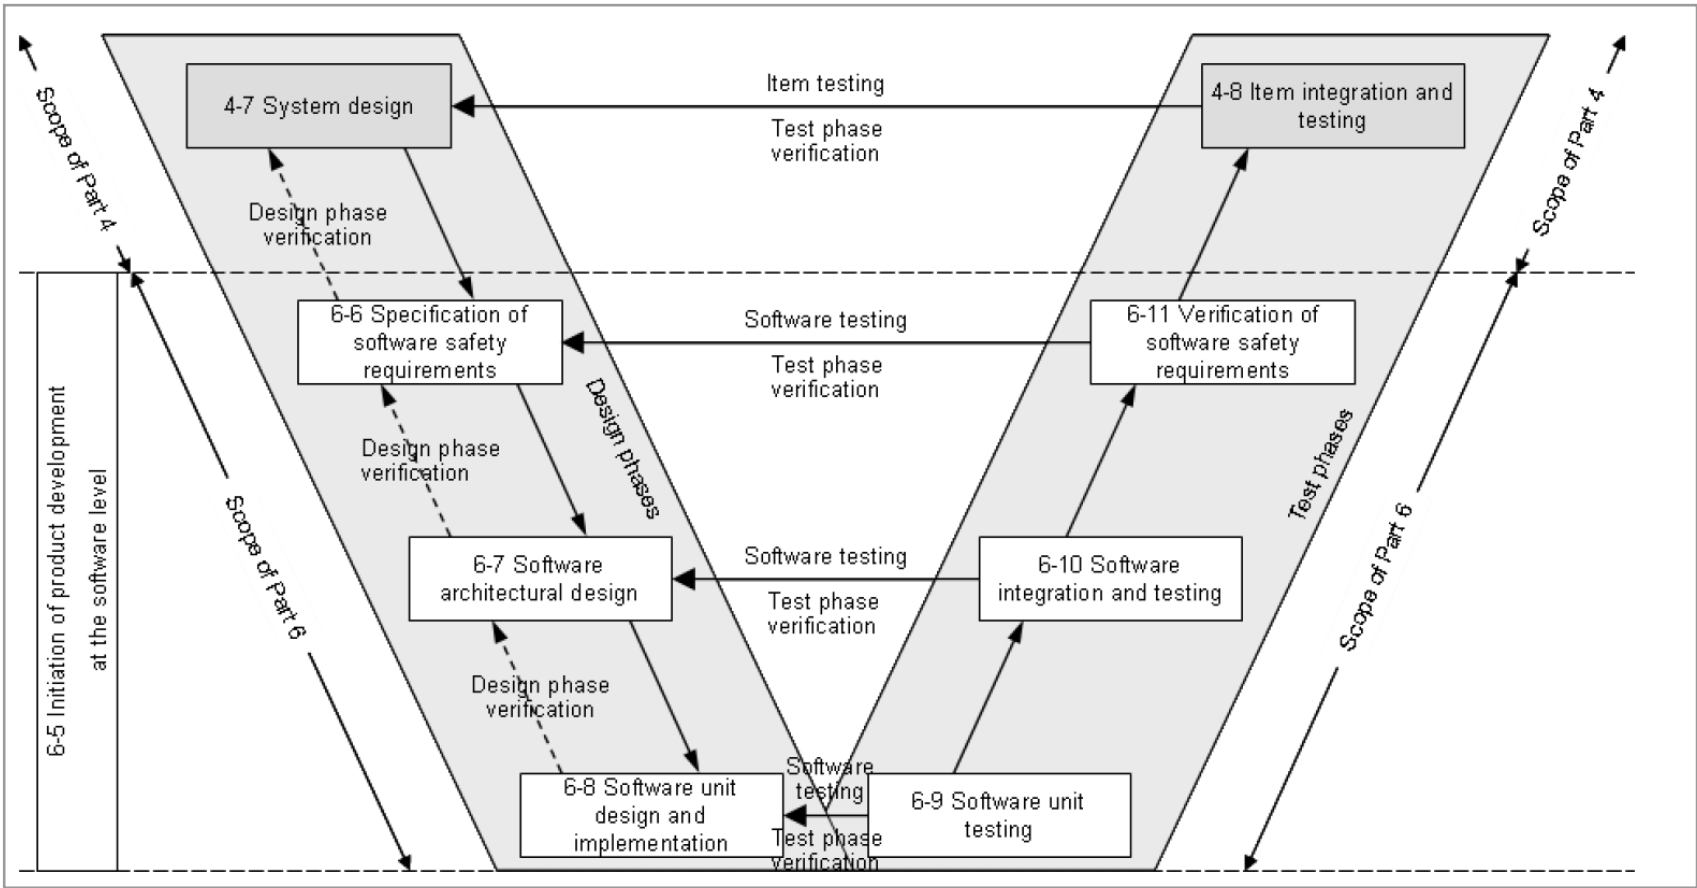 Item testing
4-7 System design
4-8 Item integration and
testing
Test phase
verification
Scope of Part 4
Scope of Part 4
Design phase
verification
6-6 Specification of
software safety
requirements
Software testing
Test phase
verification
6-11 Verification of
software safety
requirements
Design phases
Test phases
Design phase
verification
6-5 Initiation of product development
at the software level
Scope of Part 6
Scope of Part 6
6-7 Software
architectural design
Software testing
Test phase
verification
6-10 Software
integration and testing
Design phase
verification
6-8 Software unit
design and
implementation
Software
testing
Test phase
verification
6-9 Software unit
testing